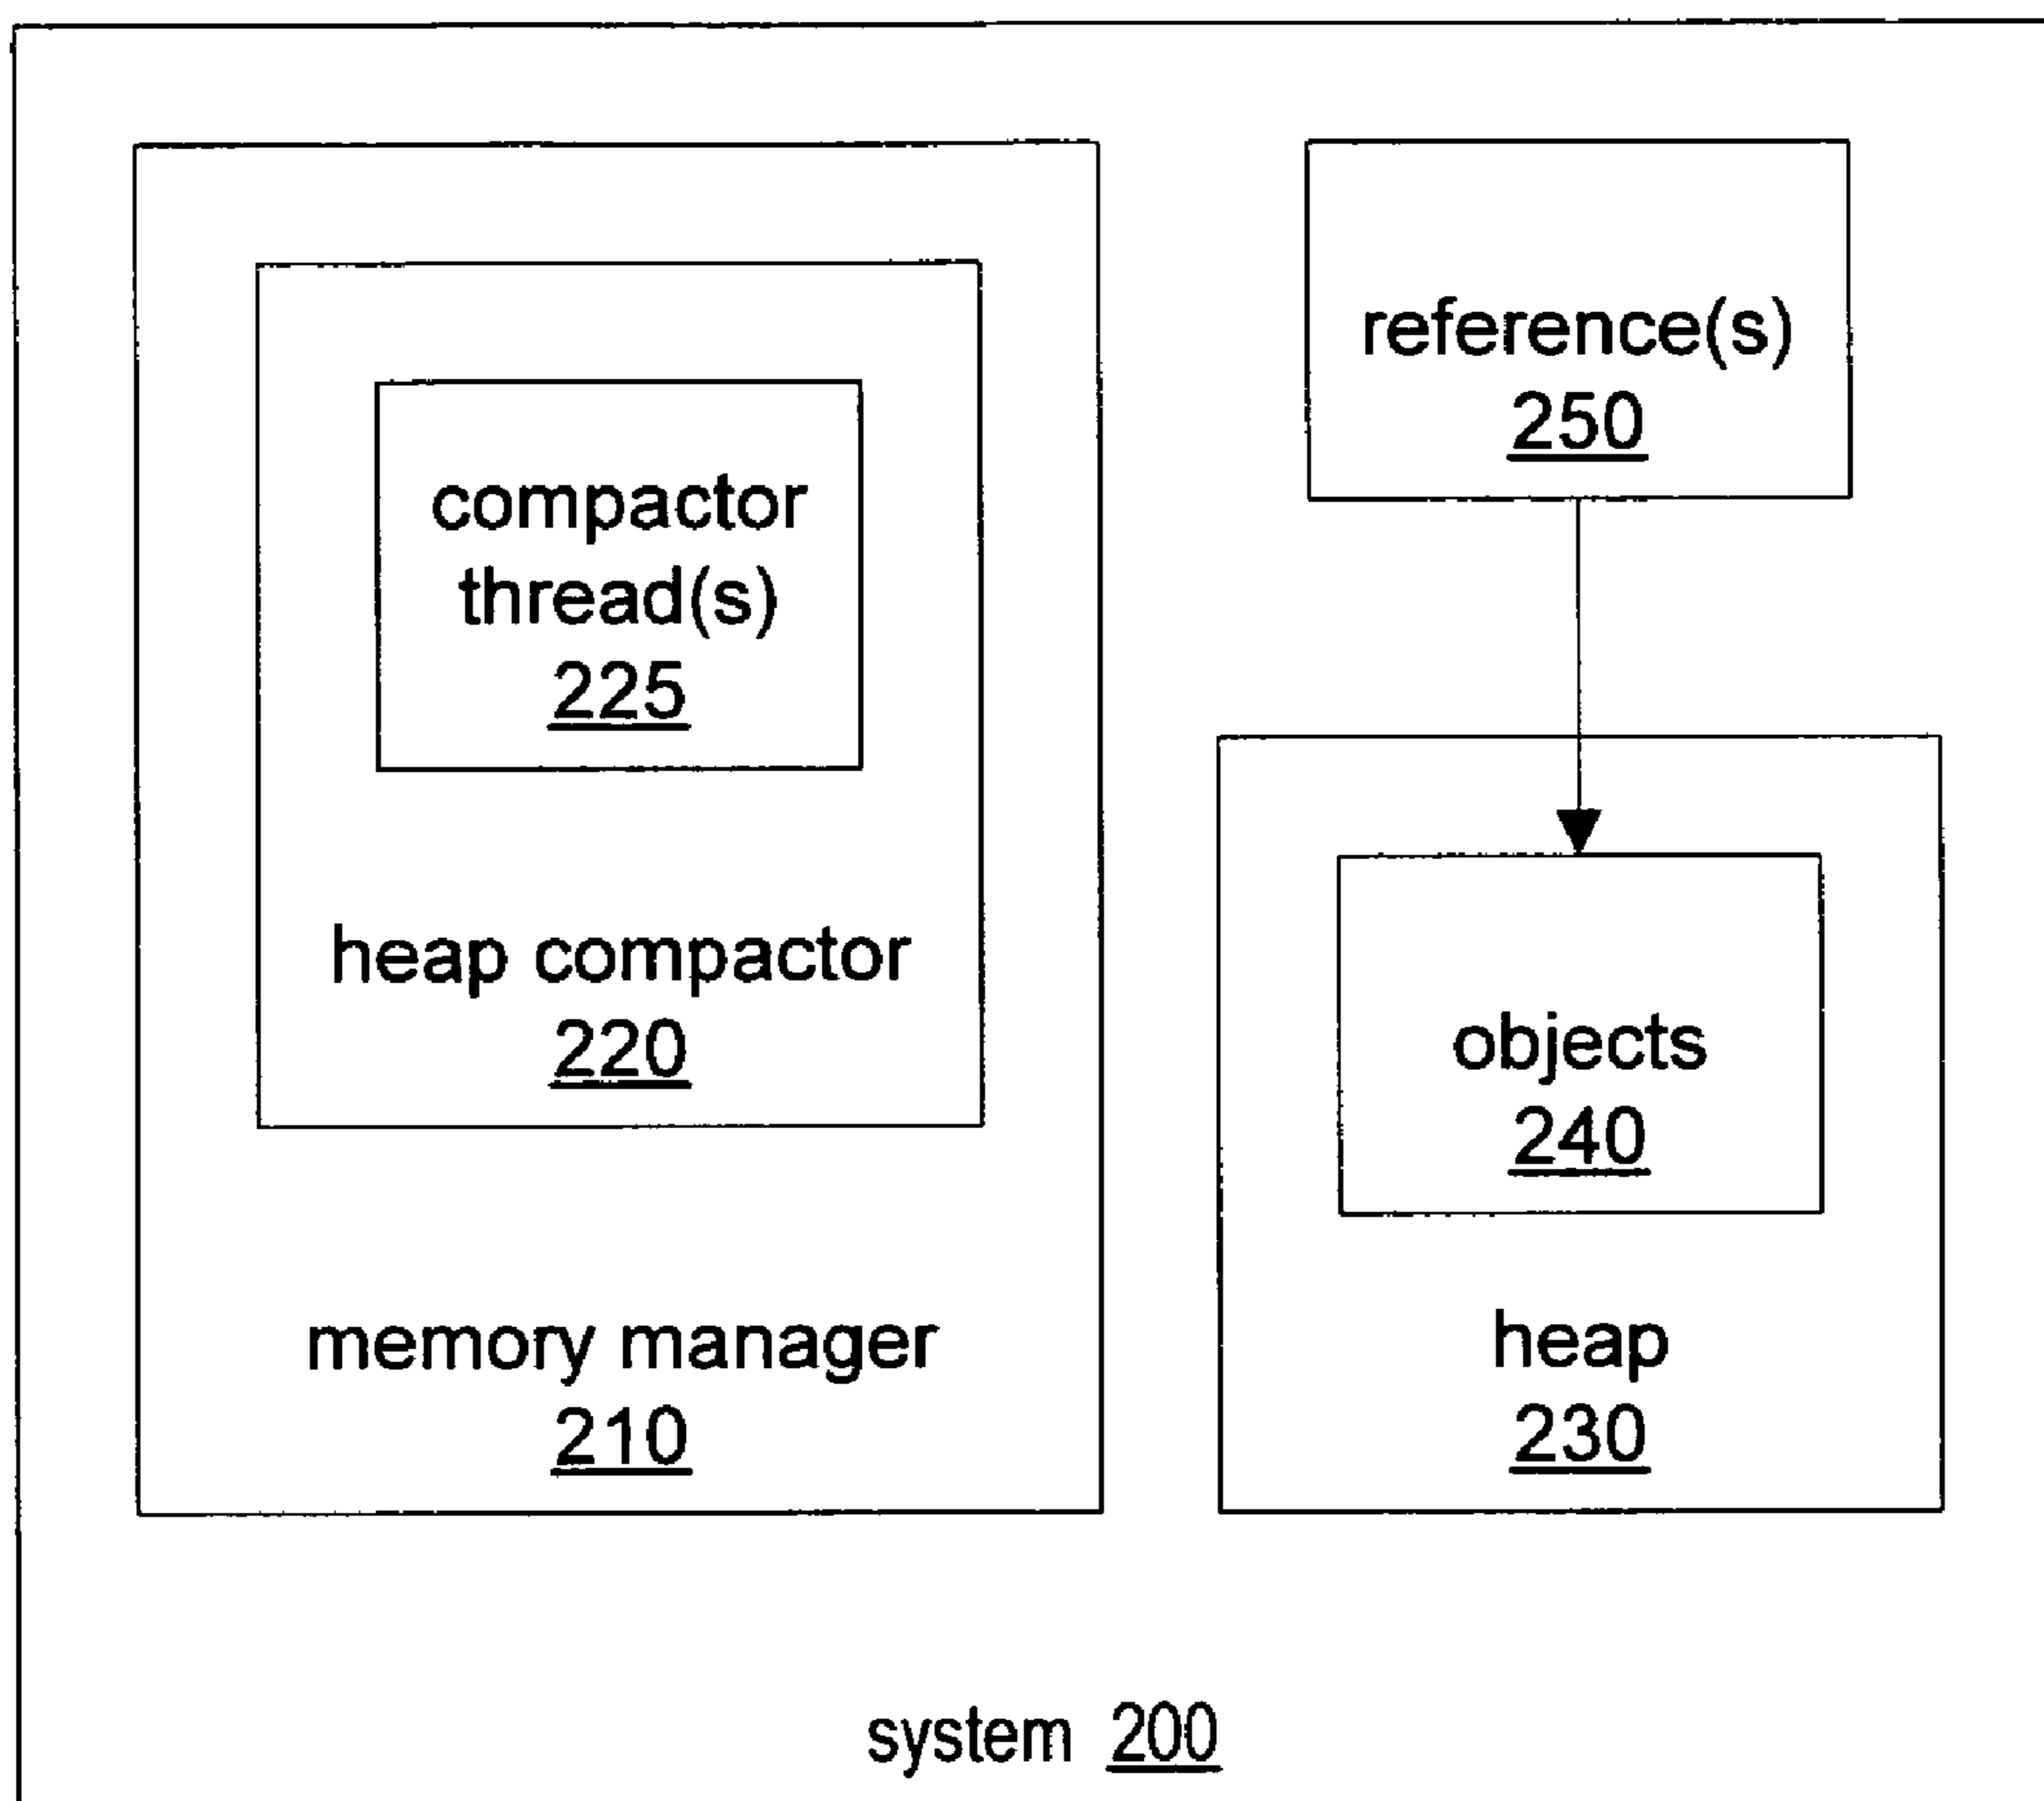 compactor
thread(s)
225
heap compactor
220
memory manager
210
reference(s)
250
objects
240
heap
230
system 200